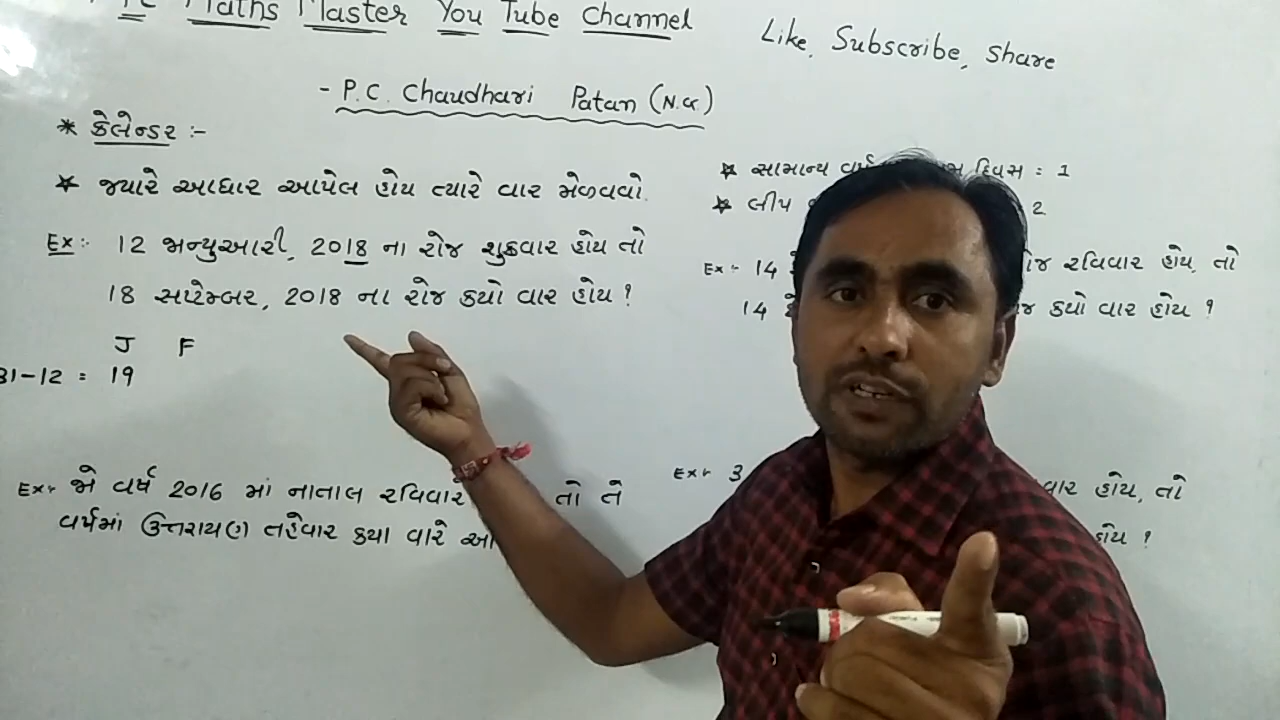 Maths Master You Tube Channel
Like, Subscribe, Share
- P.C. Chaudhari Patan (N.G)
* કેલેન્ડર :-
* જ્યારે આધાર આપેલ હોય ત્યારે વાર મેળવવો.
Ex:- 12 જાન્યુઆરી, 2018 ના રોજ શુક્રવાર હોય તો
18 સપ્ટેમ્બર, 2018 ના રોજ કયો વાર હોય ?
J F
31-12 = 19
Ex:- જો વર્ષ 2016 માં નાતાલ રવિવાર તો તે
વર્ષમાં ઉત્તરાયણ તહેવાર કયા વારે
* સામાન્ય દિવસ : 1
* લીપ 2
Ex:- 14 રવિવાર હોય, તો
14 કયો વાર હોય ?
Ex:- 3 હોય, તો
?